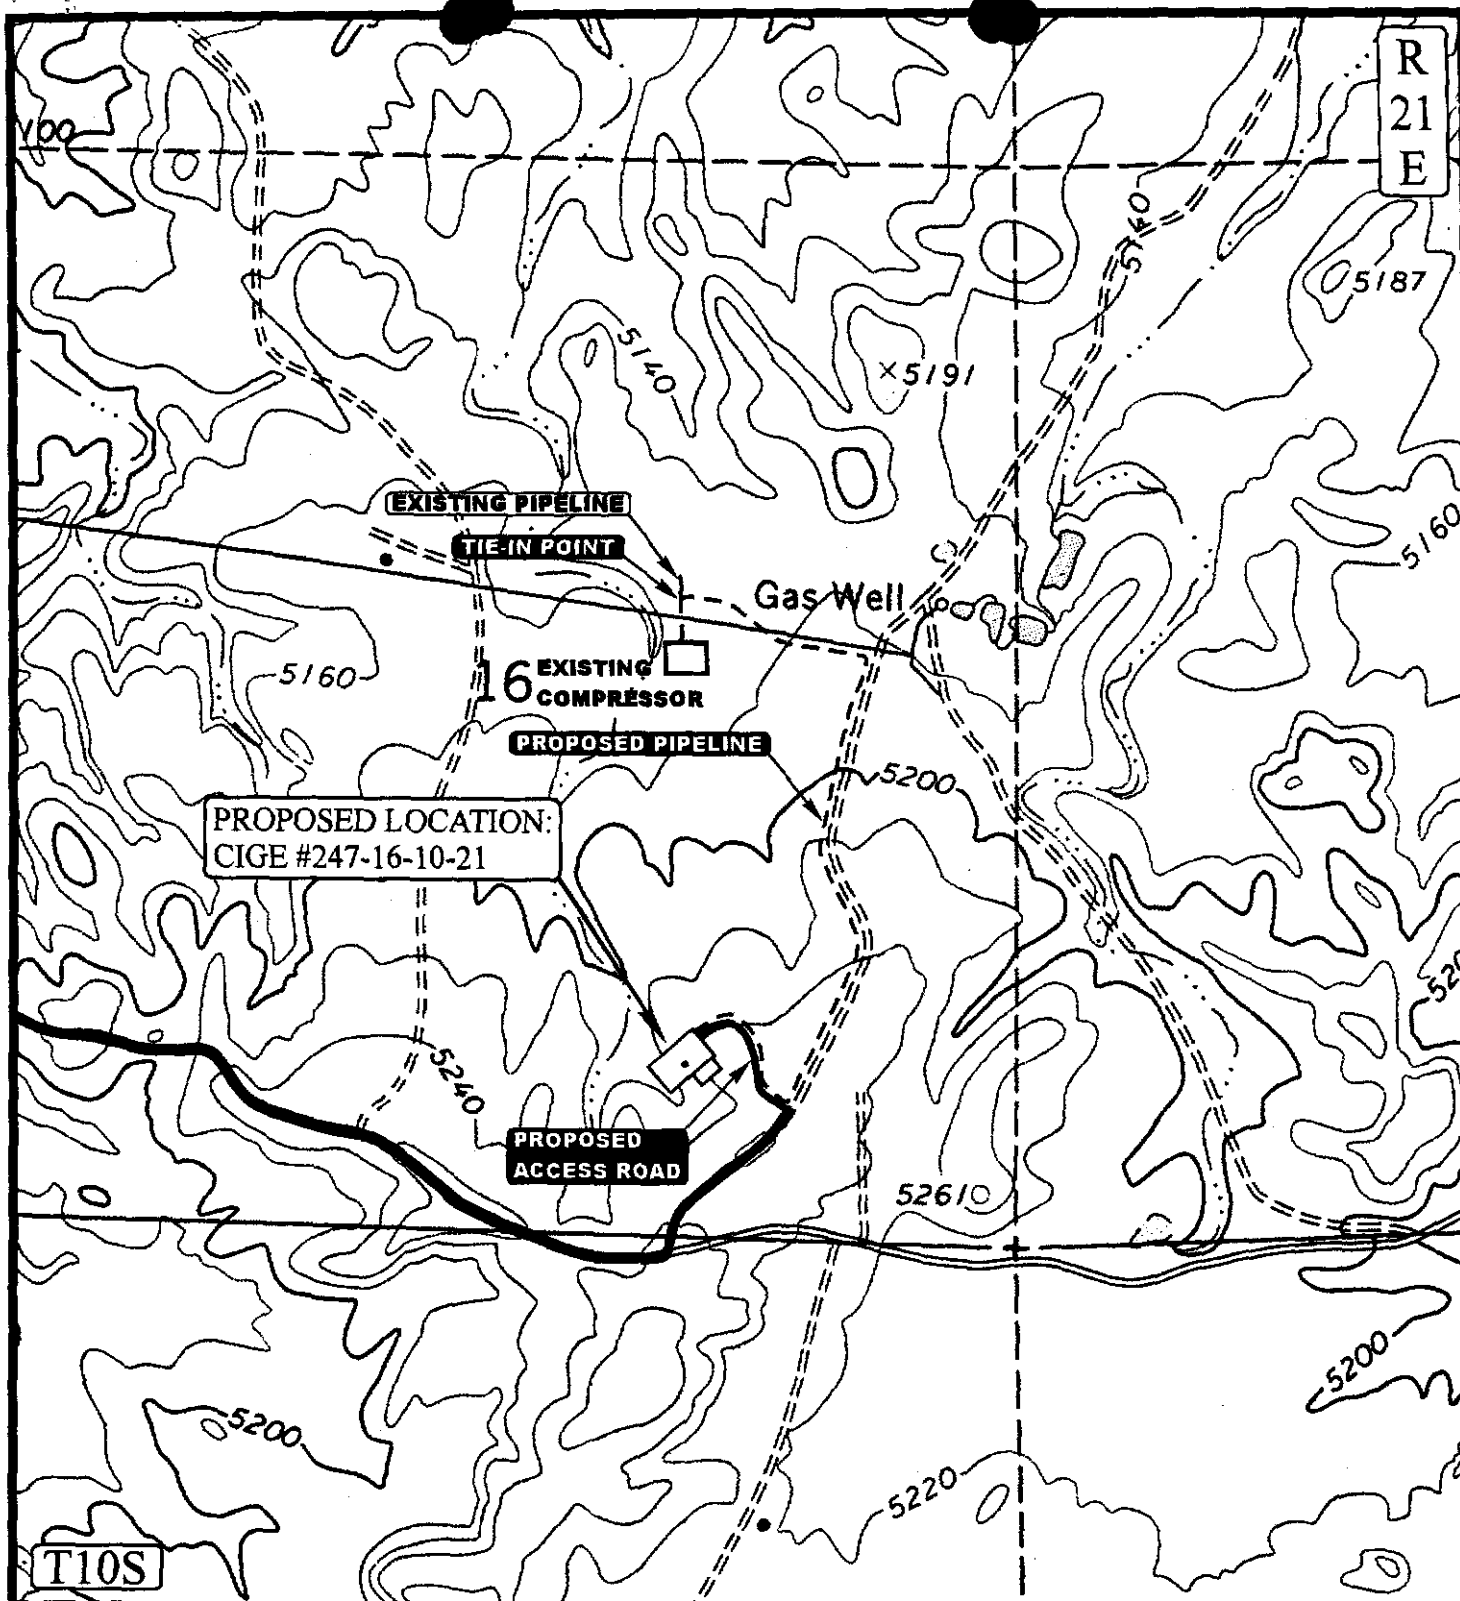 R
21
E
5140
5187
5140
5191
EXISTING PIPELINE
TIE-IN POINT
5160
Gas Well
5160
16
EXISTING
COMPRESSOR
PROPOSED PIPELINE
5200
PROPOSED LOCATION:
CIGE #247-16-10-21
5240
PROPOSED
ACCESS ROAD
5261
5200
5200
5220
T10S